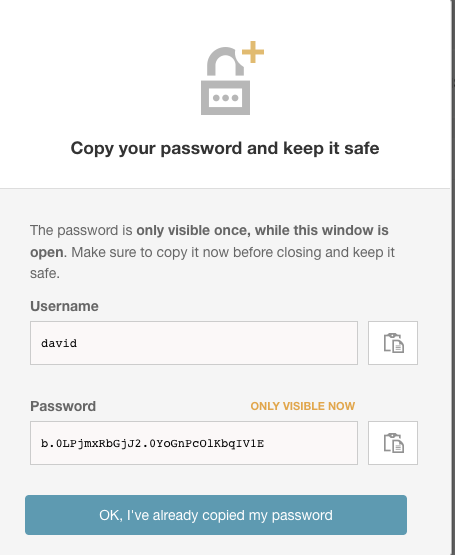 Copy your password and keep it safe
The password is only visible once, while this window is
open. Make sure to copy it now before closing and keep it
safe.
Username
david
Password
ONLY VISIBLE NOW
b.0LPjmxRbGjJ2.0YoGnPcOlKbqIV1E
OK, I've already copied my password